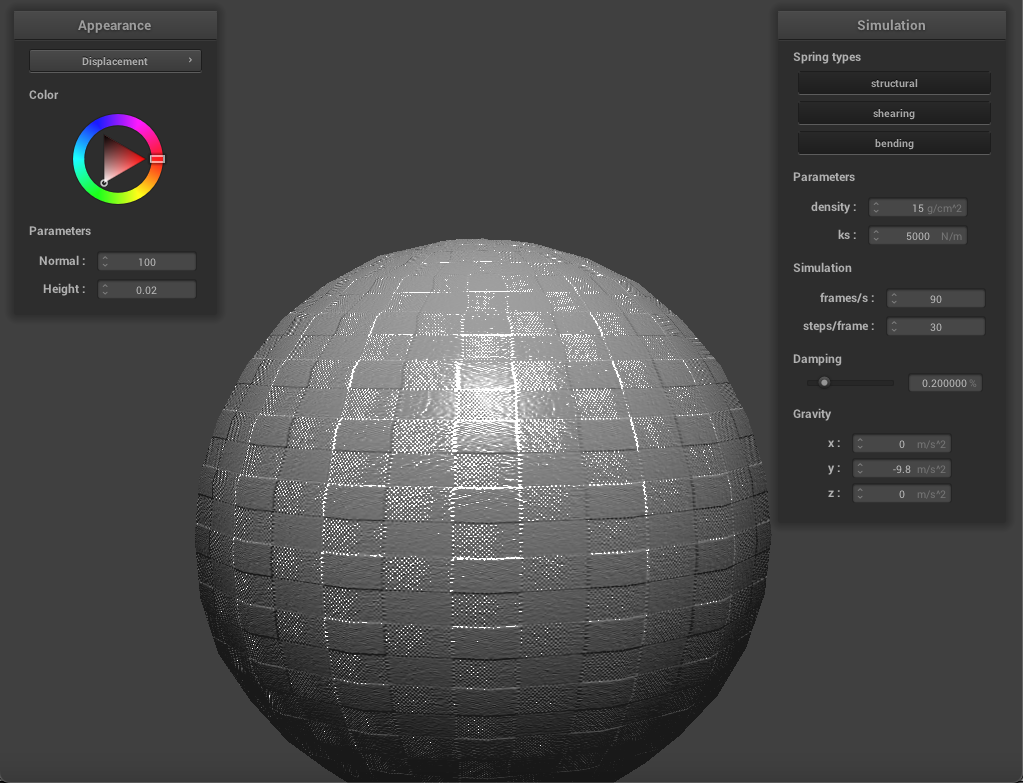 Appearance
Displacement ›
Color
Parameters
Normal : 100
Height : 0.02
Simulation
Spring types
structural
shearing
bending
Parameters
density : 15 g/cm^2
ks : 5000 N/m
Simulation
frames/s : 90
steps/frame : 30
Damping
0.200000 %
Gravity
x : 0 m/s^2
y : -9.8 m/s^2
z : 0 m/s^2